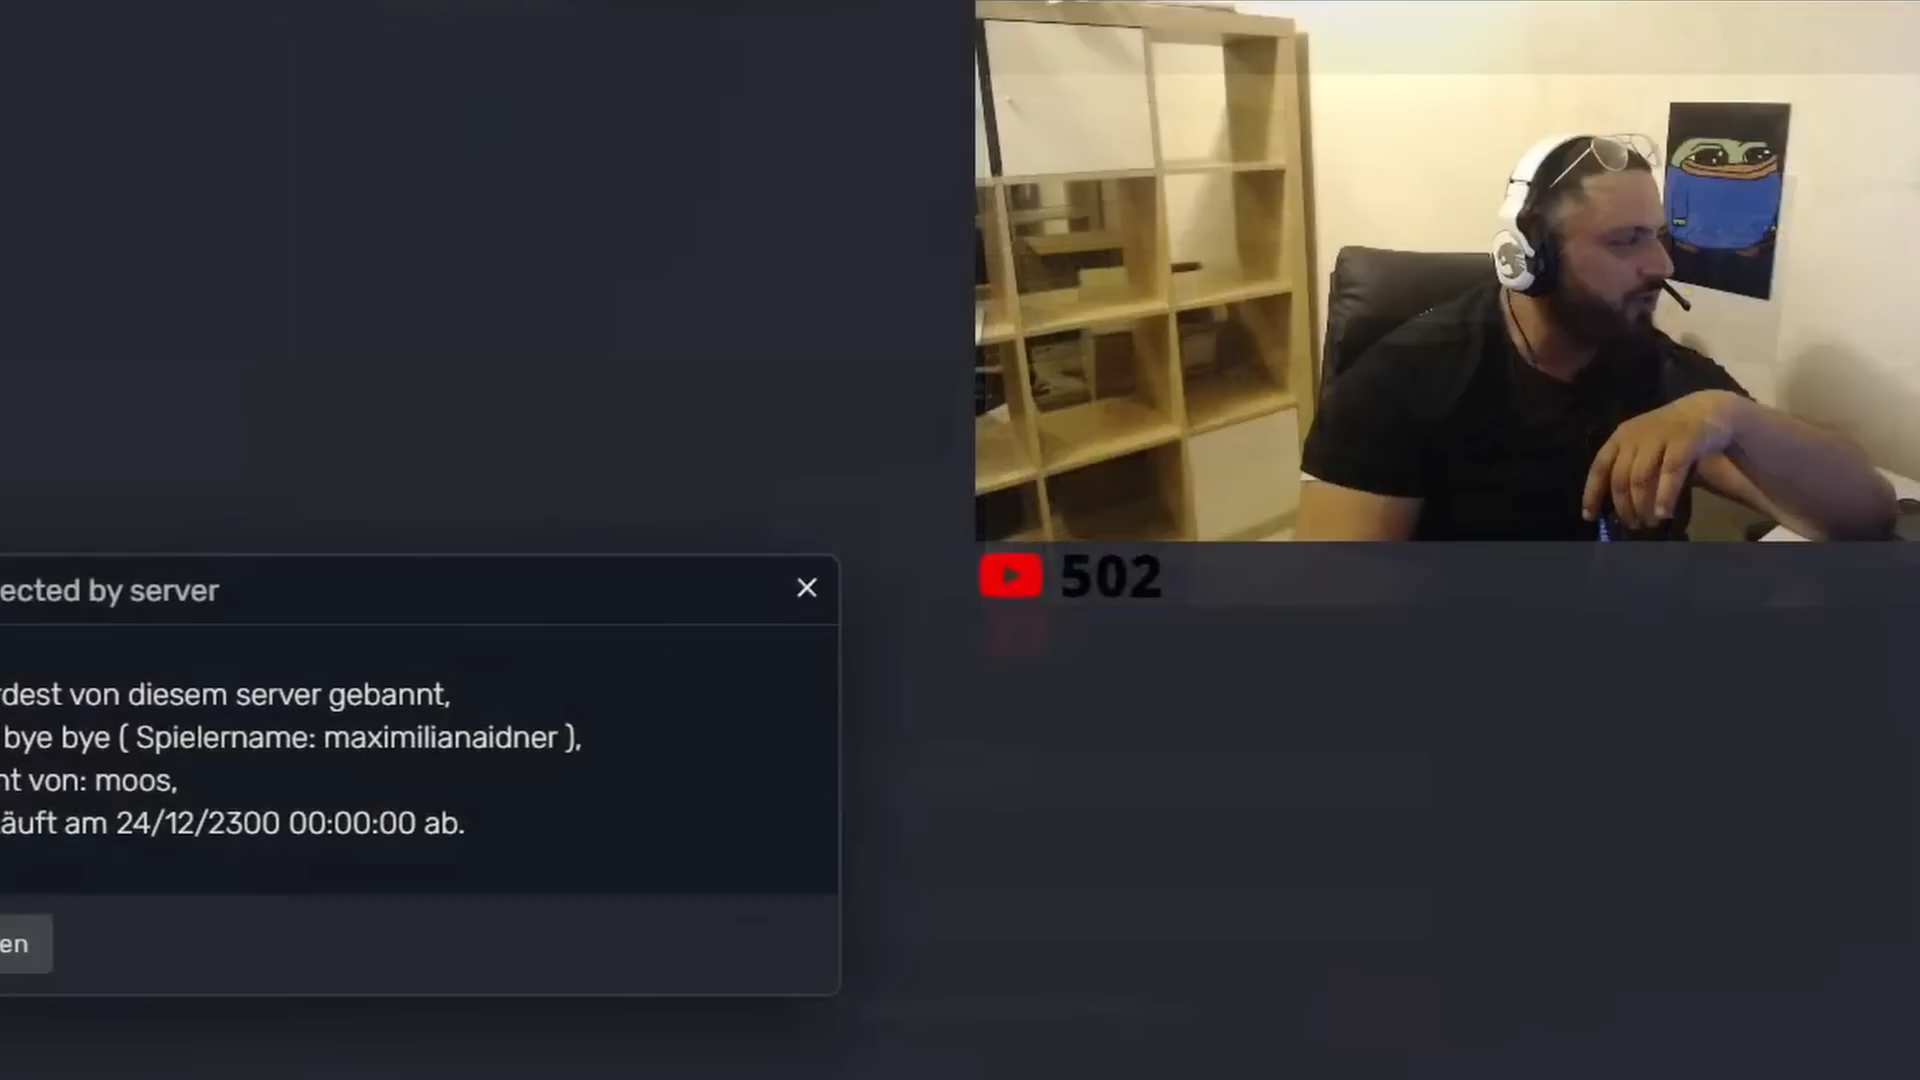 ected by server
rdest von diesem server gebannt,
bye bye ( Spielername: maximilianaidner ),
nt von: moos,
äuft am 24/12/2300 00:00:00 ab.
en
502